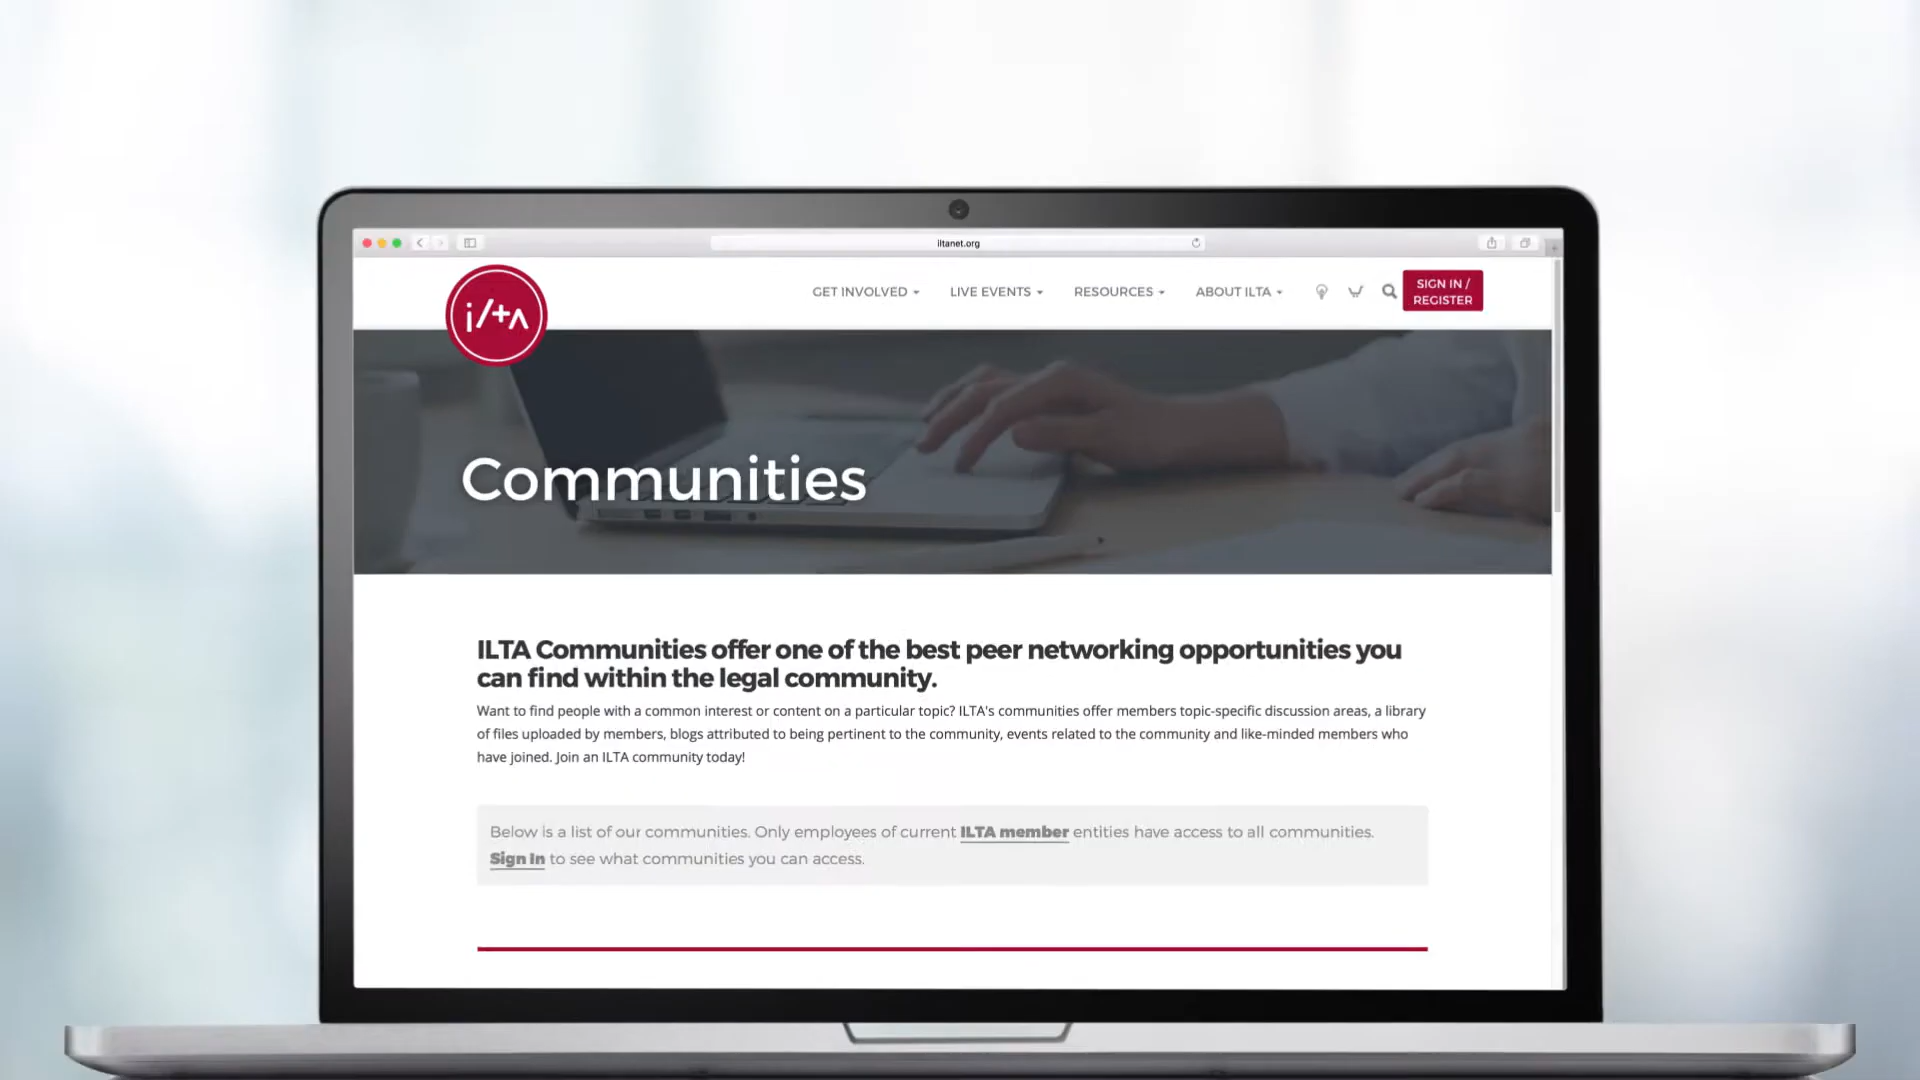 iltanet.org
ilta
GET INVOLVED
LIVE EVENTS
RESOURCES
ABOUT ILTA
SIGN IN /
REGISTER
Communities
ILTA Communities offer one of the best peer networking opportunities you
can find within the legal community.
Want to find people with a common interest or content on a particular topic? ILTA's communities offer members topic-specific discussion areas, a library
of files uploaded by members, blogs attributed to being pertinent to the community, events related to the community and like-minded members who
have joined. Join an ILTA community today!
Below is a list of our communities. Only employees of current ILTA member entities have access to all communities.
Sign In to see what communities you can access.